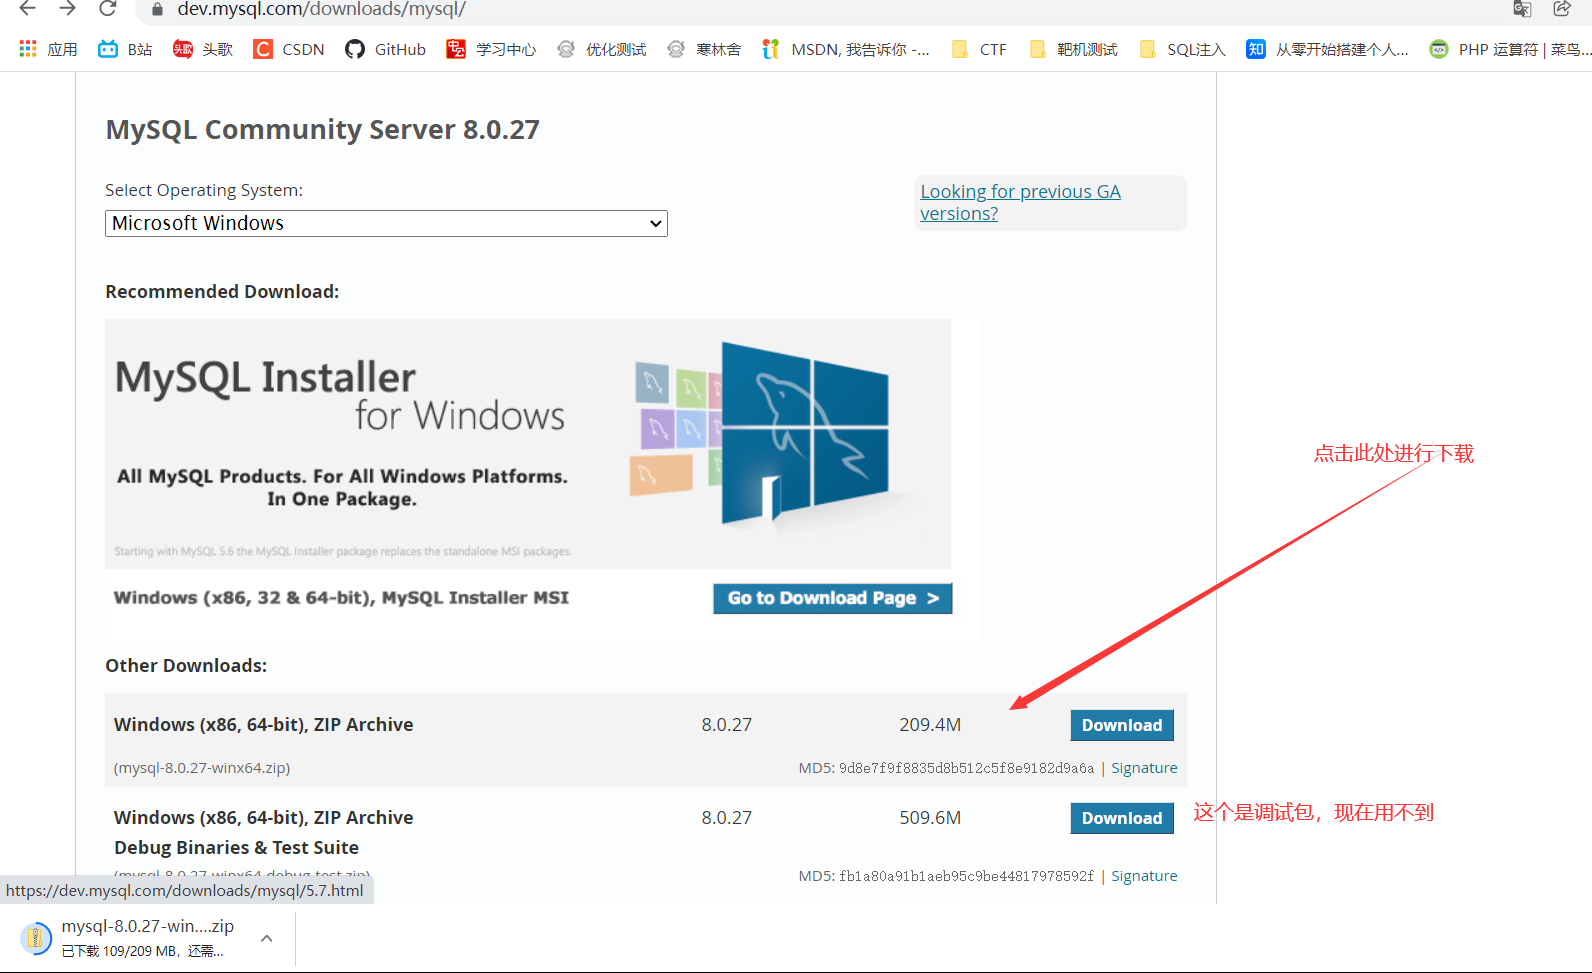 dev.mysql.com/downloads/mysql/
应用 B站 头歌 CSDN GitHub 学习中心 优化测试 寒林舍 MSDN, 我告诉你 -... CTF 靶机测试 SQL注入 知 从零开始搭建个人... PHP 运算符 | 菜鸟...
MySQL Community Server 8.0.27
Select Operating System:
Looking for previous GA
versions?
Microsoft Windows
Recommended Download:
MySQL Installer
for Windows
All MySQL Products. For All Windows Platforms.
In One Package.
Starting with MySQL 5.6 the MySQL Installer package replaces the standalone MSI packages.
点击此处进行下载
Windows (x86, 32 & 64-bit), MySQL Installer MSI Go to Download Page >
Other Downloads:
Windows (x86, 64-bit), ZIP Archive 8.0.27 209.4M Download
(mysql-8.0.27-winx64.zip) MD5: 9d8e7f9f8835d8b512c5f8e9182d9a6a | Signature
Windows (x86, 64-bit), ZIP Archive 8.0.27 509.6M Download 这个是调试包，现在用不到
Debug Binaries & Test Suite
(mysql-8.0.27-winx64-debug-test.zip) MD5: fb1a80a91b1aeb95c9be44817978592f | Signature
https://dev.mysql.com/downloads/mysql/5.7.html
mysql-8.0.27-win....zip
已下载 109/209 MB，还需...